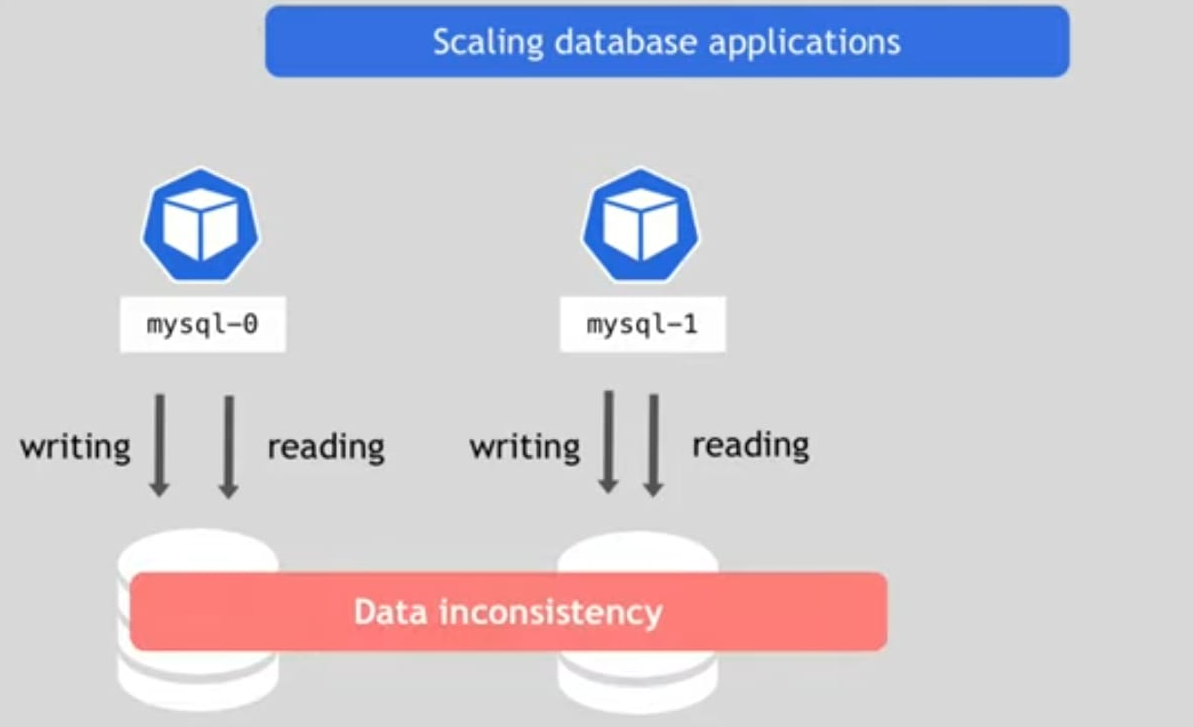 Scaling database applications
mysql-0
mysql-1
writing
reading
writing
reading
Data inconsistency